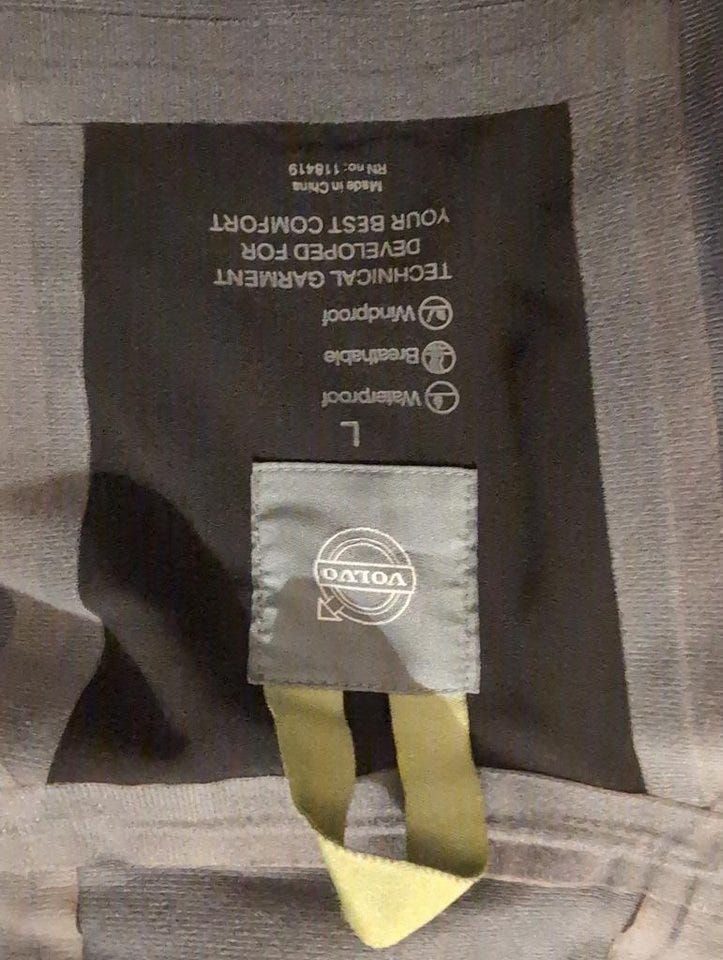 VOLVO
L
Waterproof
Breathable
Windproof
TECHNICAL GARMENT
DEVELOPED FOR
YOUR BEST COMFORT
Made in China
RN no: 118419